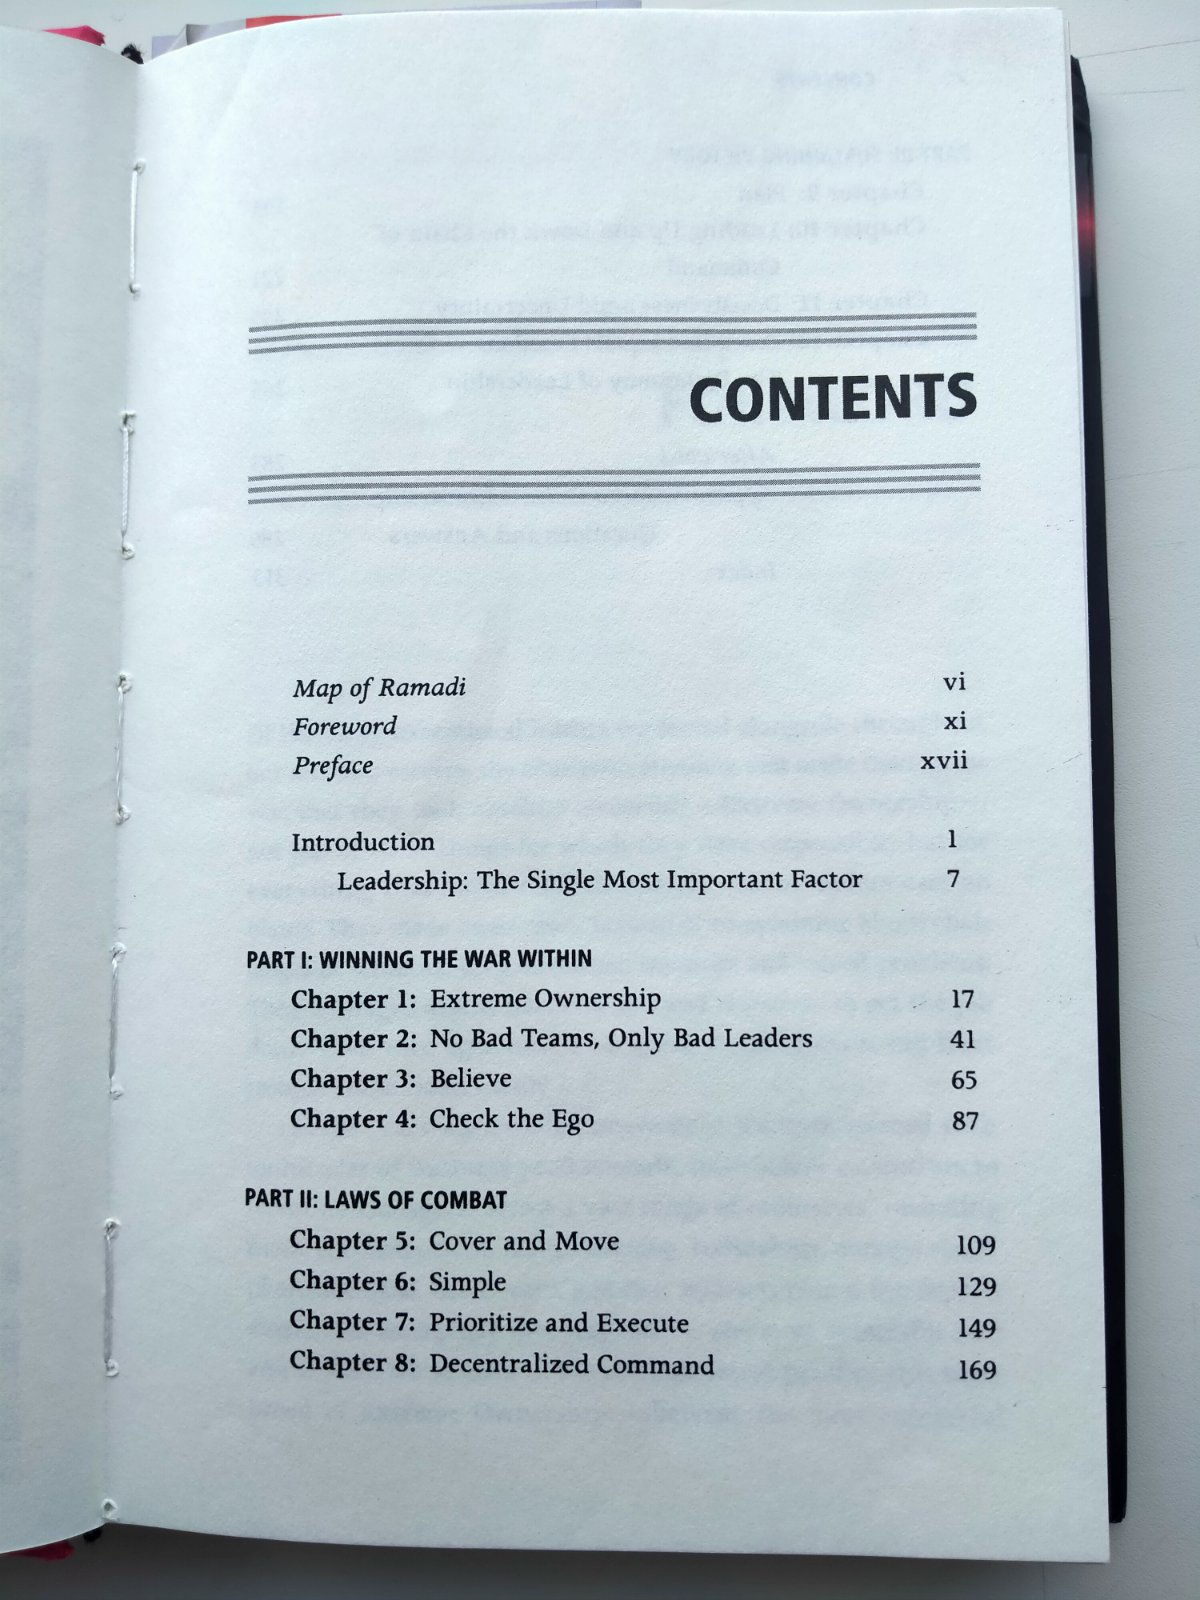 CONTENTS
Map of Ramadi vi
Foreword xi
Preface xvii
Introduction 1
Leadership: The Single Most Important Factor 7
PART I: WINNING THE WAR WITHIN
Chapter 1: Extreme Ownership 17
Chapter 2: No Bad Teams, Only Bad Leaders 41
Chapter 3: Believe 65
Chapter 4: Check the Ego 87
PART II: LAWS OF COMBAT
Chapter 5: Cover and Move 109
Chapter 6: Simple 129
Chapter 7: Prioritize and Execute 149
Chapter 8: Decentralized Command 169